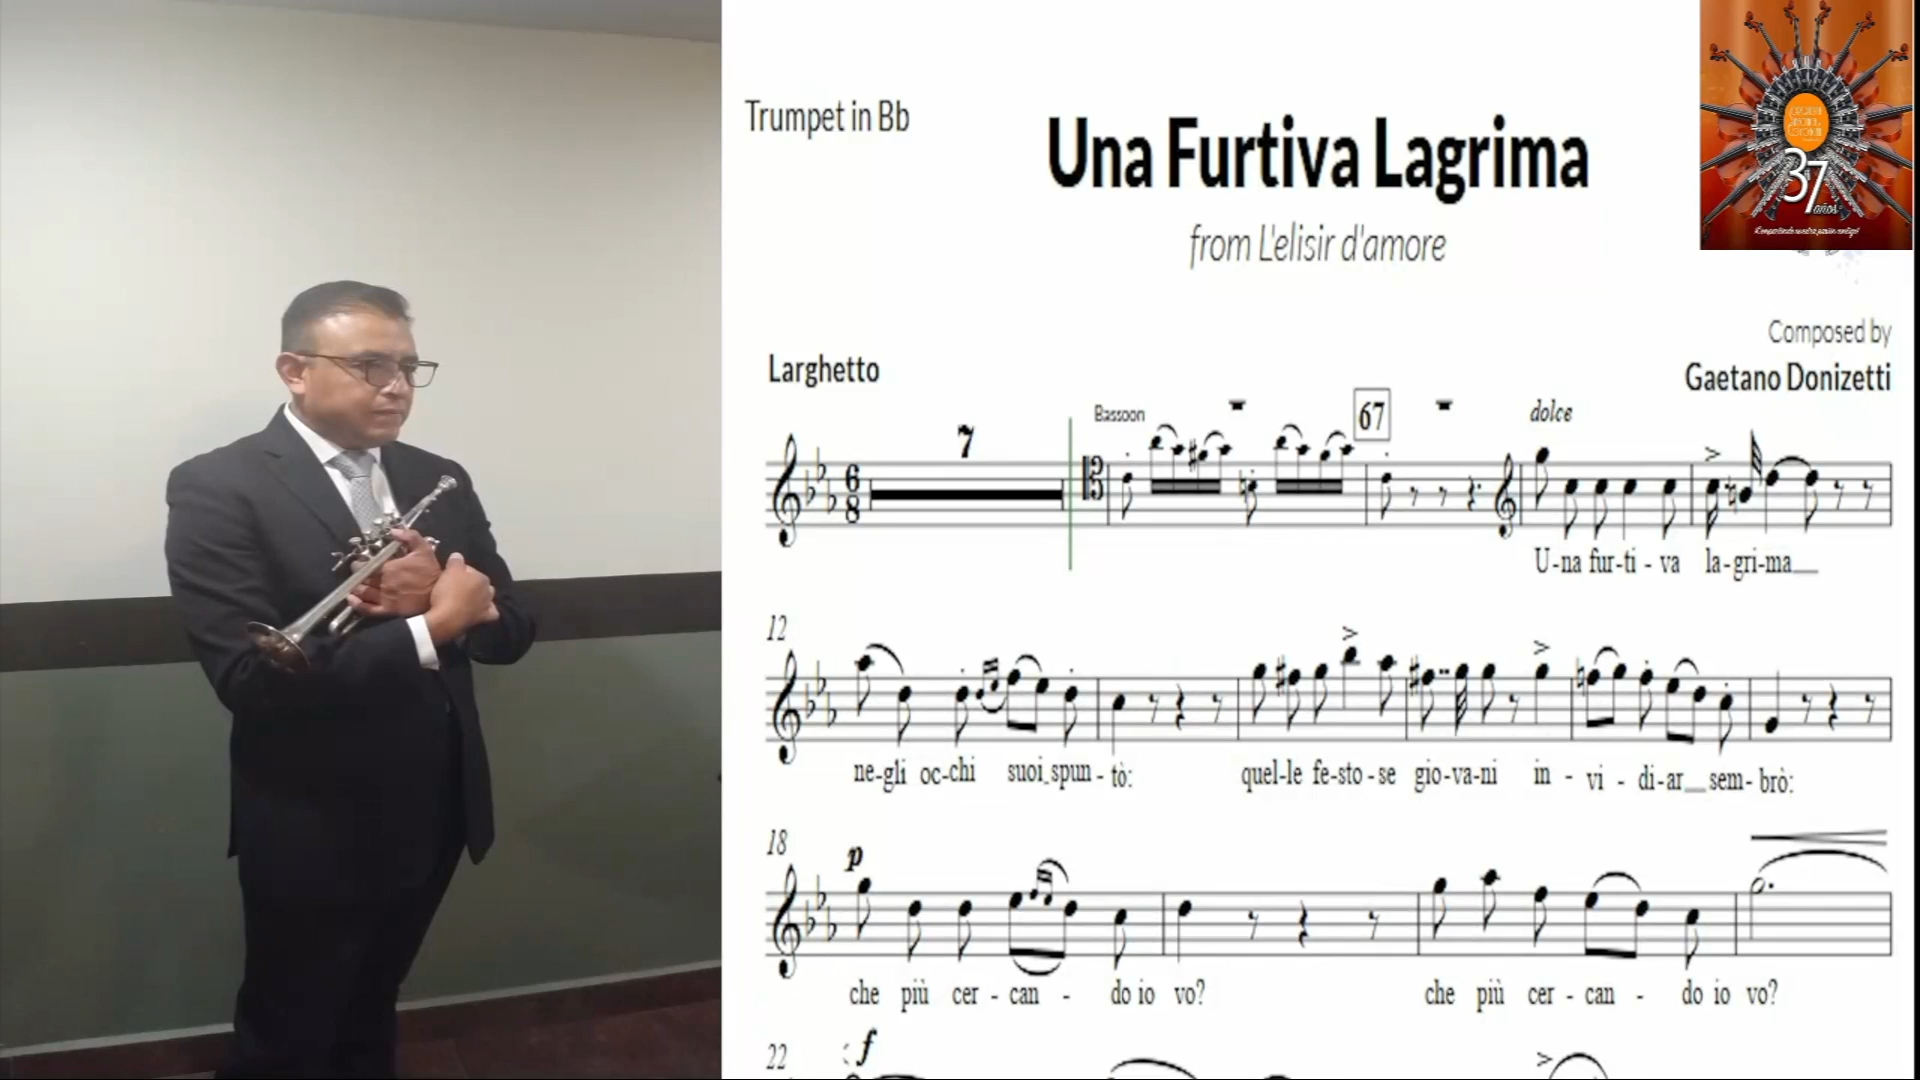 Trumpet in Bb
Una Furtiva Lagrima
from L'elisir d'amore
37
años
Composed by
Larghetto
Gaetano Donizetti
7
Bassoon
67
dolce
6
8
U-na fur-ti - va la-gri-ma
12
ne-gli oc-chi suoi spun - tò: quel-le fe-sto-se gio-va-ni in - vi - di-ar sem-brò:
18
p
che più cer - can - do io vo? che più cer - can - do io vo?
22
f